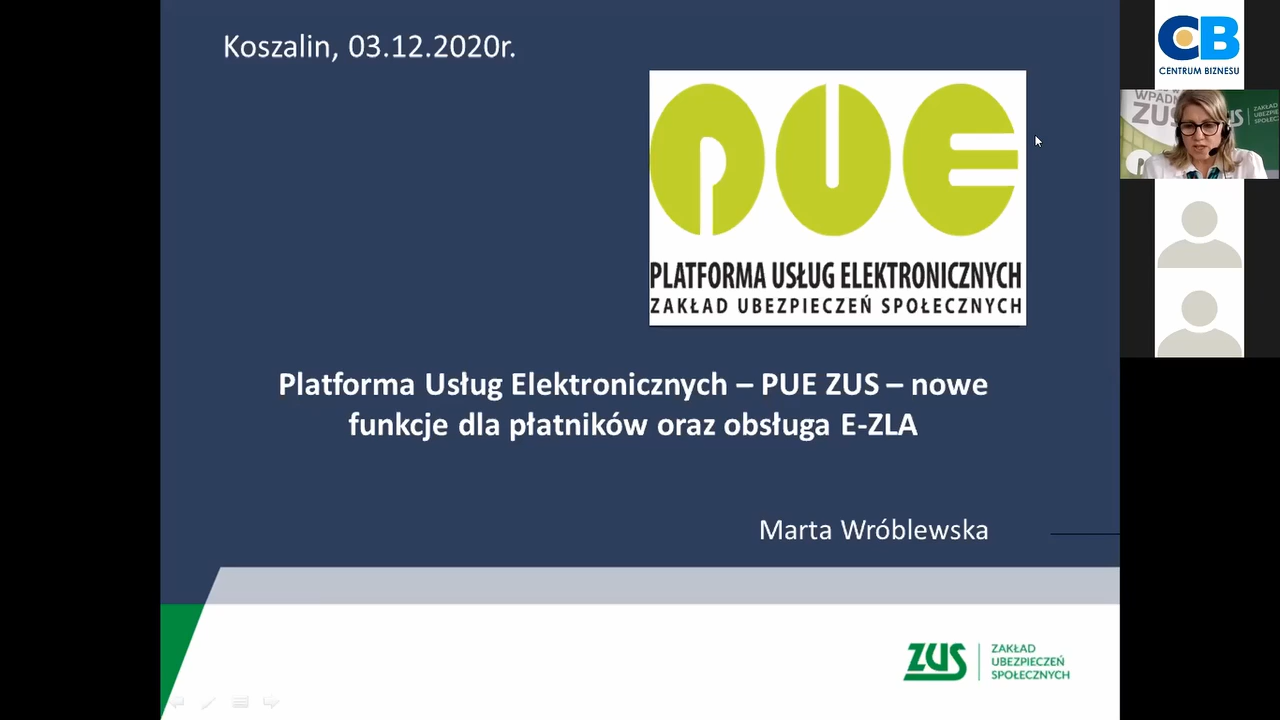 Koszalin, 03.12.2020r.
PUE
PLATFORMA USŁUG ELEKTRONICZNYCH
ZAKŁAD UBEZPIECZEŃ SPOŁECZNYCH
Platforma Usług Elektronicznych – PUE ZUS – nowe
funkcje dla płatników oraz obsługa E-ZLA
Marta Wróblewska
ZUS
ZAKŁAD
UBEZPIECZEŃ
SPOŁECZNYCH
CB
CENTRUM BIZNESU
ZUS